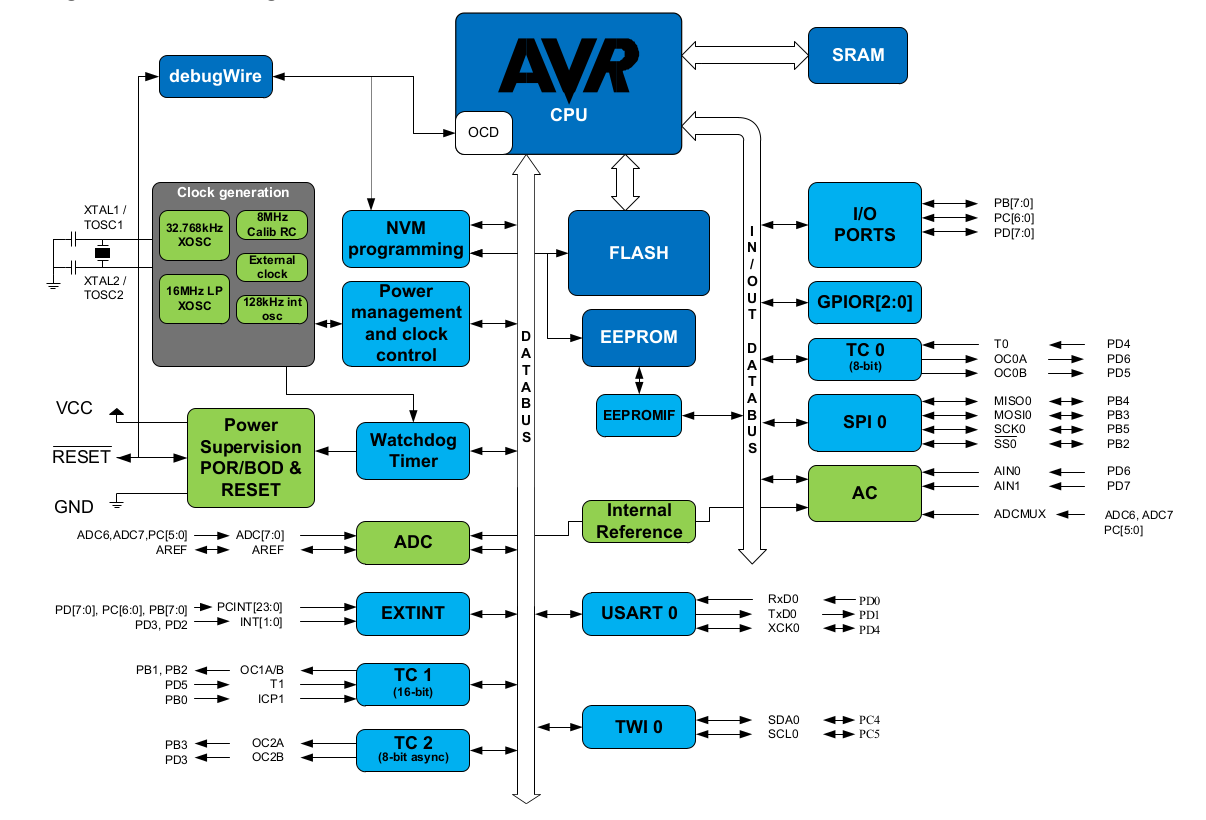 AVR
CPU
OCD
SRAM
debugWire
Clock generation
XTAL1 /
TOSC1
32.768kHz
XOSC
8MHz
Calib RC
External
clock
XTAL2 /
TOSC2
16MHz LP
XOSC
128kHz int
osc
NVM
programming
Power
management
and clock
control
FLASH
EEPROM
EEPROMIF
I/O
PORTS
PB[7:0]
PC[6:0]
PD[7:0]
GPIOR[2:0]
TC 0
(8-bit)
T0 PD4
OC0A PD6
OC0B PD5
SPI 0
MISO0 PB4
MOSI0 PB3
SCK0 PB5
SS0 PB2
AC
AIN0 PD6
AIN1 PD7
ADCMUX ADC6, ADC7
PC[5:0]
DATABUS
IN/OUT DATABUS
VCC
RESET
GND
Power
Supervision
POR/BOD &
RESET
Watchdog
Timer
Internal
Reference
ADC6,ADC7,PC[5:0] ADC[7:0]
AREF AREF
ADC
PD[7:0], PC[6:0], PB[7:0] PCINT[23:0]
PD3, PD2 INT[1:0]
EXTINT
USART 0
RxD0 PD0
TxD0 PD1
XCK0 PD4
PB1, PB2 OC1A/B
PD5 T1
PB0 ICP1
TC 1
(16-bit)
TWI 0
SDA0 PC4
SCL0 PC5
PB3 OC2A
PD3 OC2B
TC 2
(8-bit async)